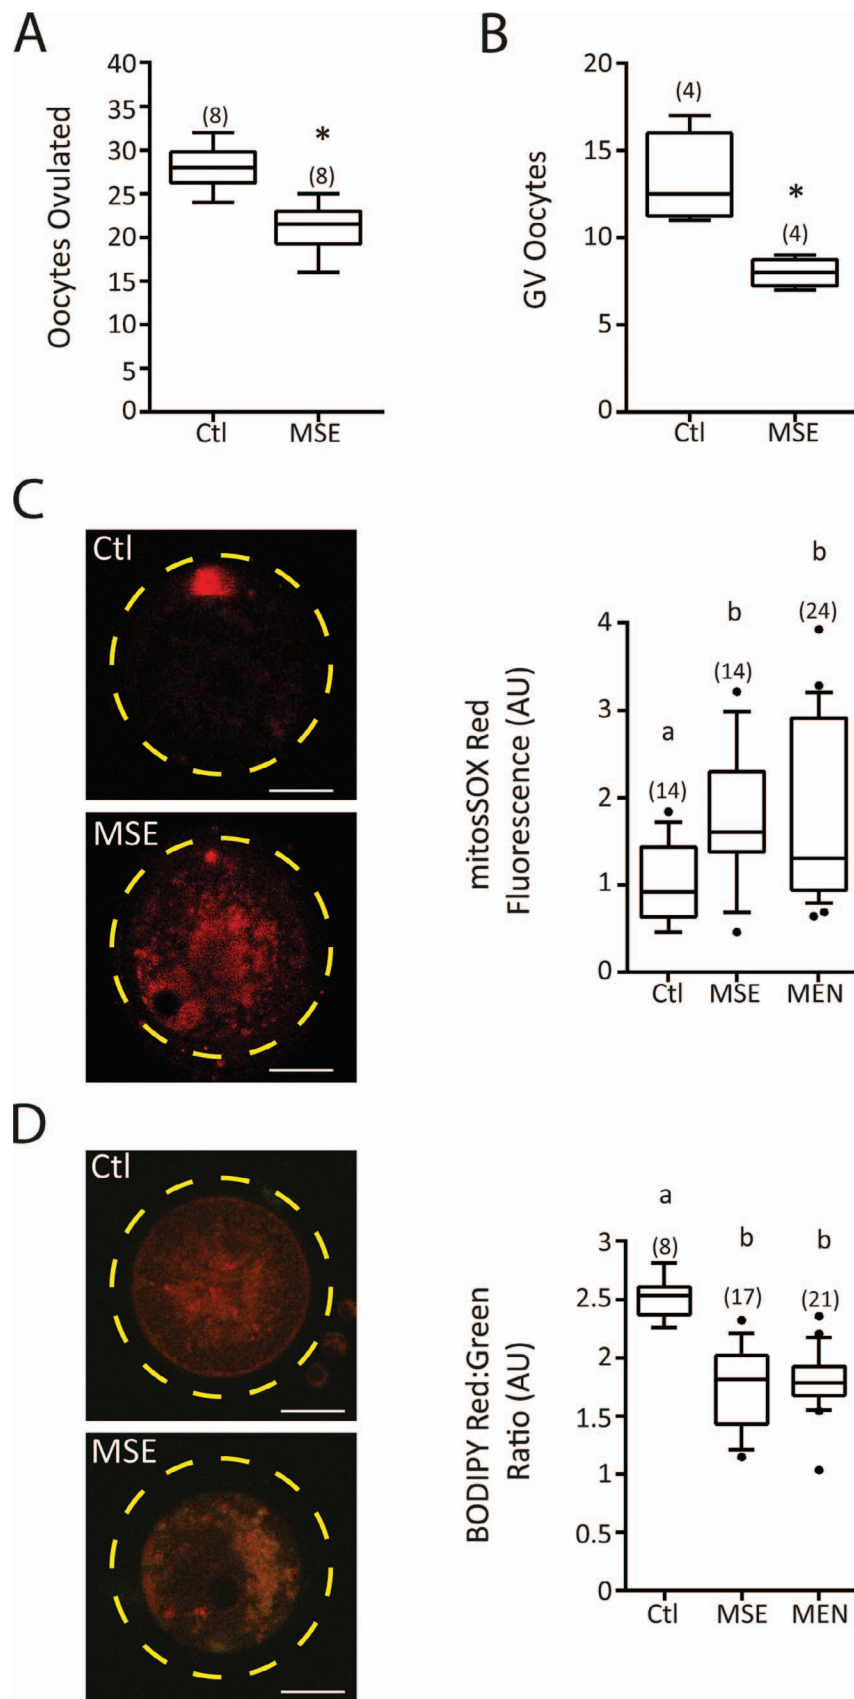 A
Oocytes Ovulated
40
35
30
25
20
15
10
5
0
(8)
*
(8)
Ctl
MSE
B
GV Oocytes
20
15
10
5
0
(4)
*
(4)
Ctl
MSE
C
Ctl
MSE
mitosSOX Red
Fluorescence (AU)
4
3
2
1
0
a
(14)
b
(14)
b
(24)
Ctl
MSE
MEN
D
Ctl
MSE
BODIPY Red:Green
Ratio (AU)
3
2.5
2
1.5
1
0.5
0
a
(8)
b
(17)
b
(21)
Ctl
MSE
MEN